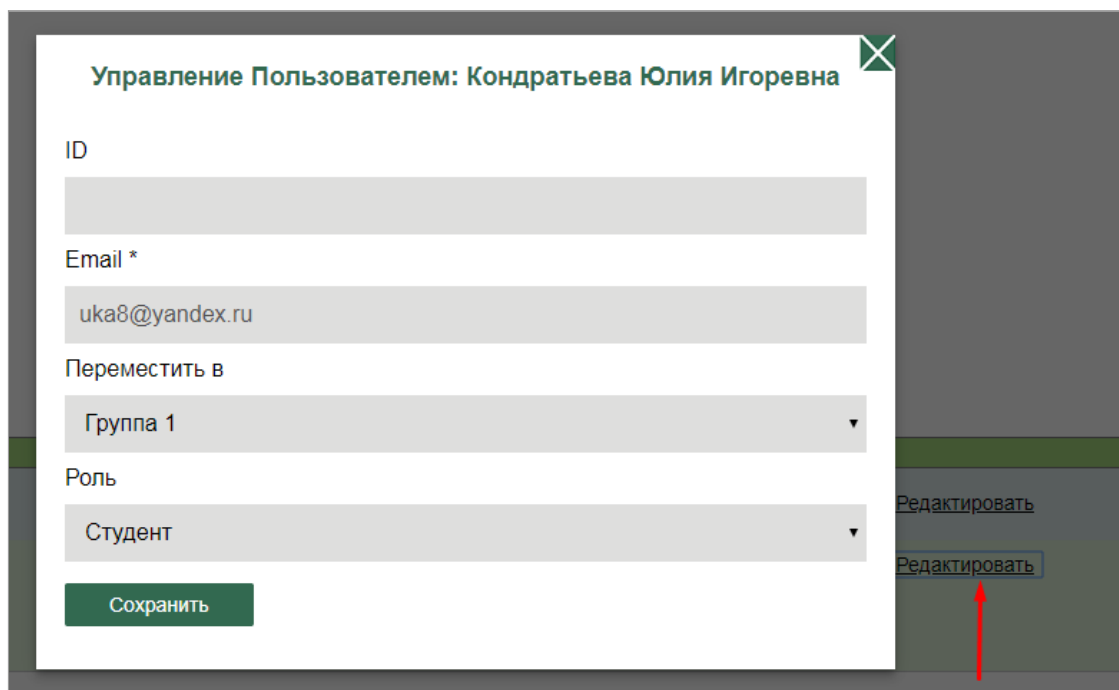 Управление Пользователем: Кондратьева Юлия Игоревна
ID
Email *
uka8@yandex.ru
Переместить в
Группа 1
Роль
Студент
Сохранить
Редактировать
Редактировать